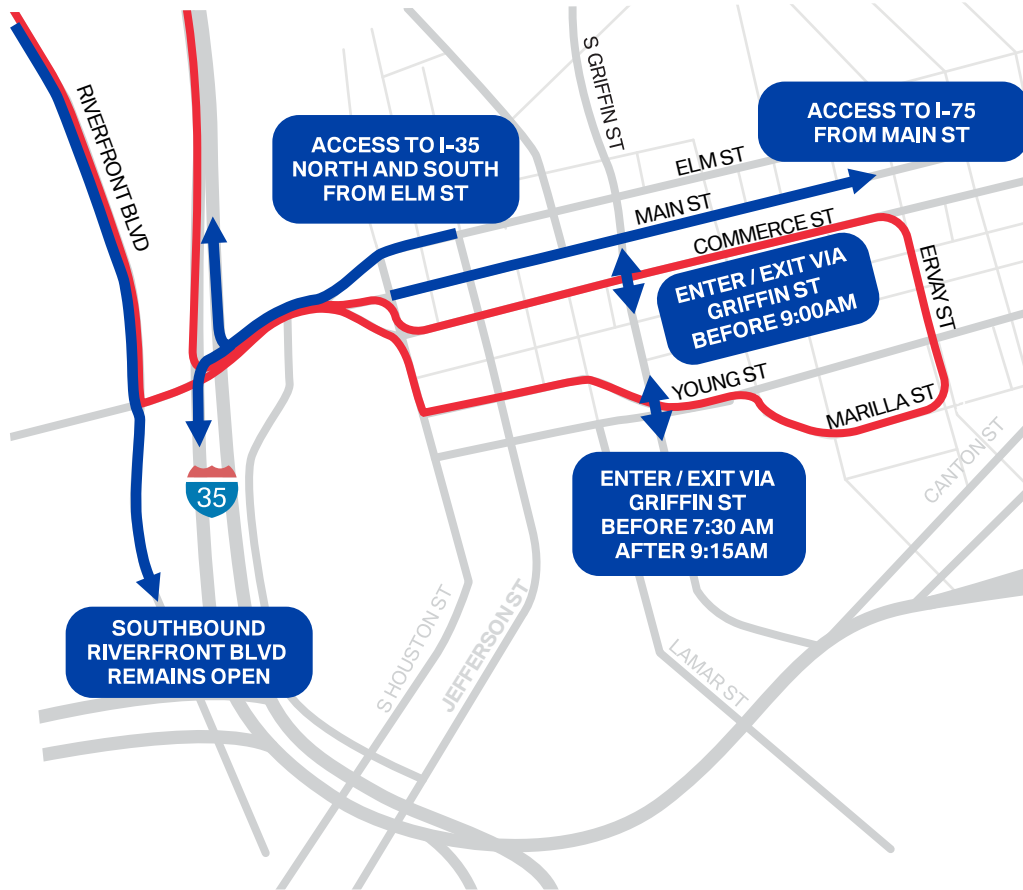 RIVERFRONT BLVD
S GRIFFIN ST
ACCESS TO I-35
NORTH AND SOUTH
FROM ELM ST
ACCESS TO I-75
FROM MAIN ST
ELM ST
MAIN ST
COMMERCE ST
ERVAY ST
ENTER / EXIT VIA
GRIFFIN ST
BEFORE 9:00AM
YOUNG ST
MARILLA ST
CANTON ST
35
ENTER / EXIT VIA
GRIFFIN ST
BEFORE 7:30 AM
AFTER 9:15AM
SOUTHBOUND
RIVERFRONT BLVD
REMAINS OPEN
S HOUSTON ST
JEFFERSON ST
LAMAR ST